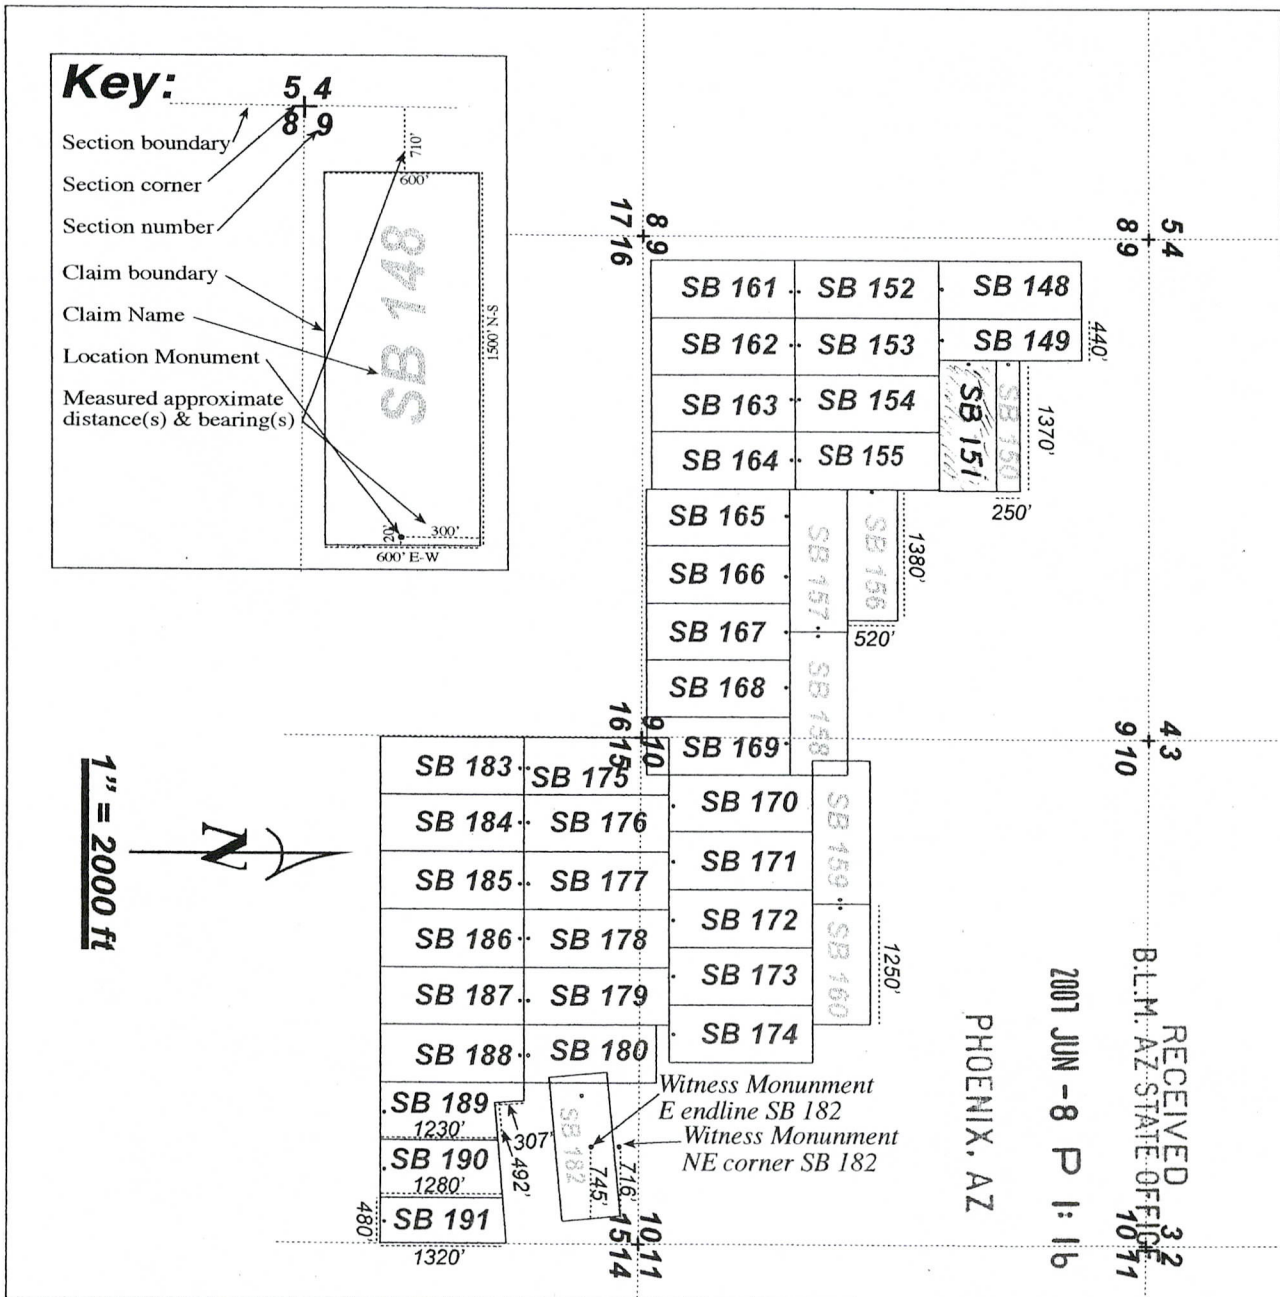 Key:
5 4
8 9
Section boundary
Section corner
Section number
Claim boundary
Claim Name
Location Monument
Measured approximate
distance(s) & bearing(s)
710'
600'
SB 148
1500' N-S
20'
300'
600' E-W
8
17
9
16
5
8
4
9
SB 161
SB 152
SB 148
SB 162
SB 153
SB 149
440'
SB 163
SB 154
SB 151
SB 150
1370'
SB 164
SB 155
250'
SB 165
SB 157
SB 156
1380'
SB 166
SB 167
520'
SB 168
SB 158
SB 169
9
16
10
15
4
9
3
10
SB 183
SB 175
SB 170
SB 159
SB 184
SB 176
SB 171
SB 185
SB 177
SB 172
SB 160
1250'
SB 186
SB 178
SB 173
SB 187
SB 179
SB 174
SB 188
SB 180
SB 189
1230'
307'
SB 190
1280'
492'
SB 191
480'
1320'
SB 182
745'
716'
Witness Monunment
E endline SB 182
Witness Monunment
NE corner SB 182
10
15
11
14
3
10
2
11
N
1" = 2000 ft
RECEIVED
B.L.M. AZ STATE OFFICE
2007 JUN -8 P 1: 16
PHOENIX, AZ